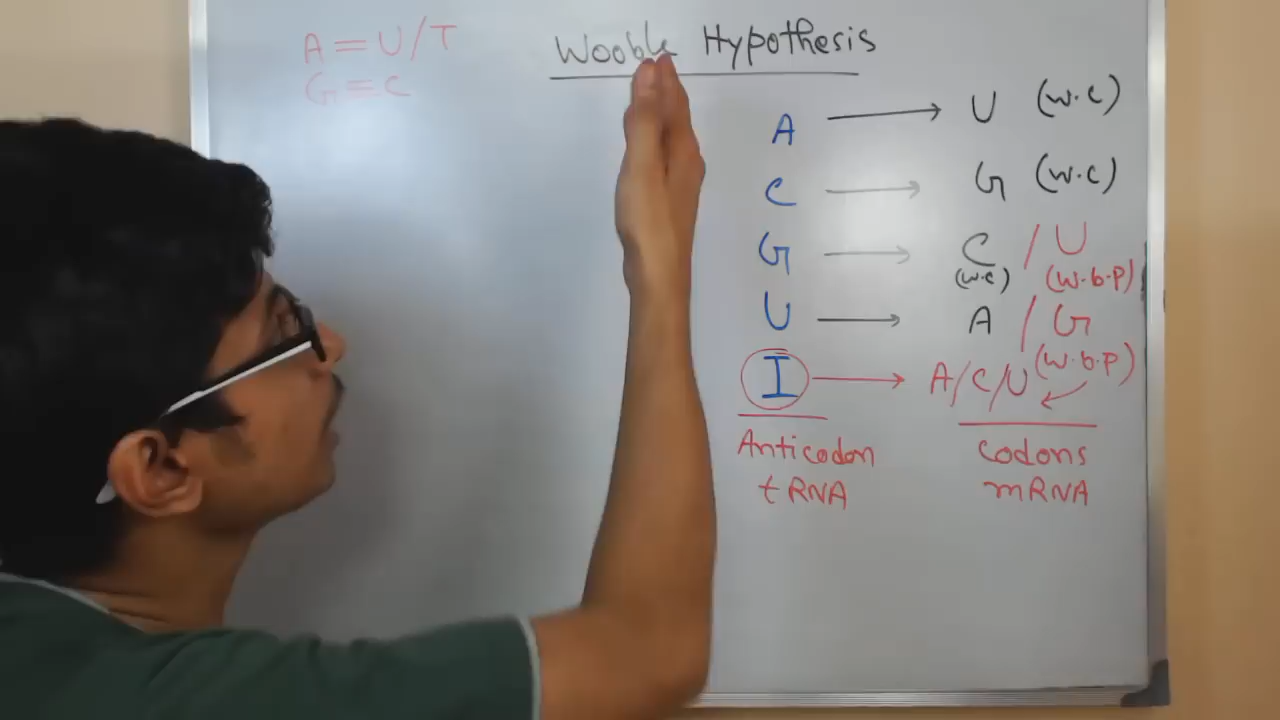 A = U/T
G ≡ C
Wooble Hypothesis
A → U (w.c)
C → G (w.c)
G → C / U
(w.c) (w.b.p)
U → A / G
(w.b.p)
I → A/C/U
Anticodon codons
tRNA mRNA